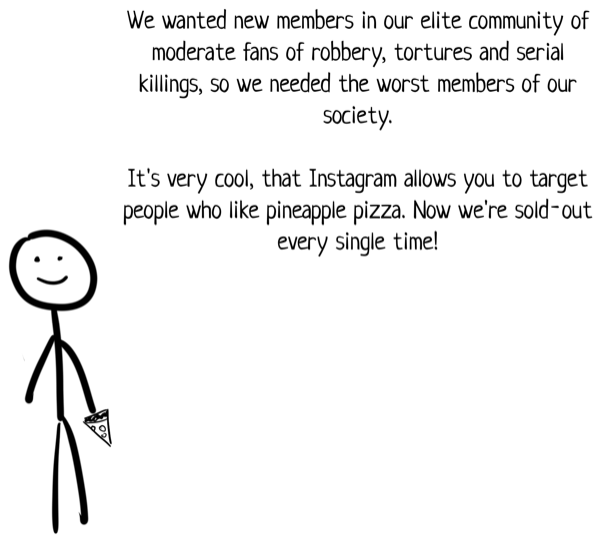 We wanted new members in our elite community of
moderate fans of robbery, tortures and serial
killings, so we needed the worst members of our
society.
It's very cool, that Instagram allows you to target
people who like pineapple pizza. Now we're sold-out
every single time!